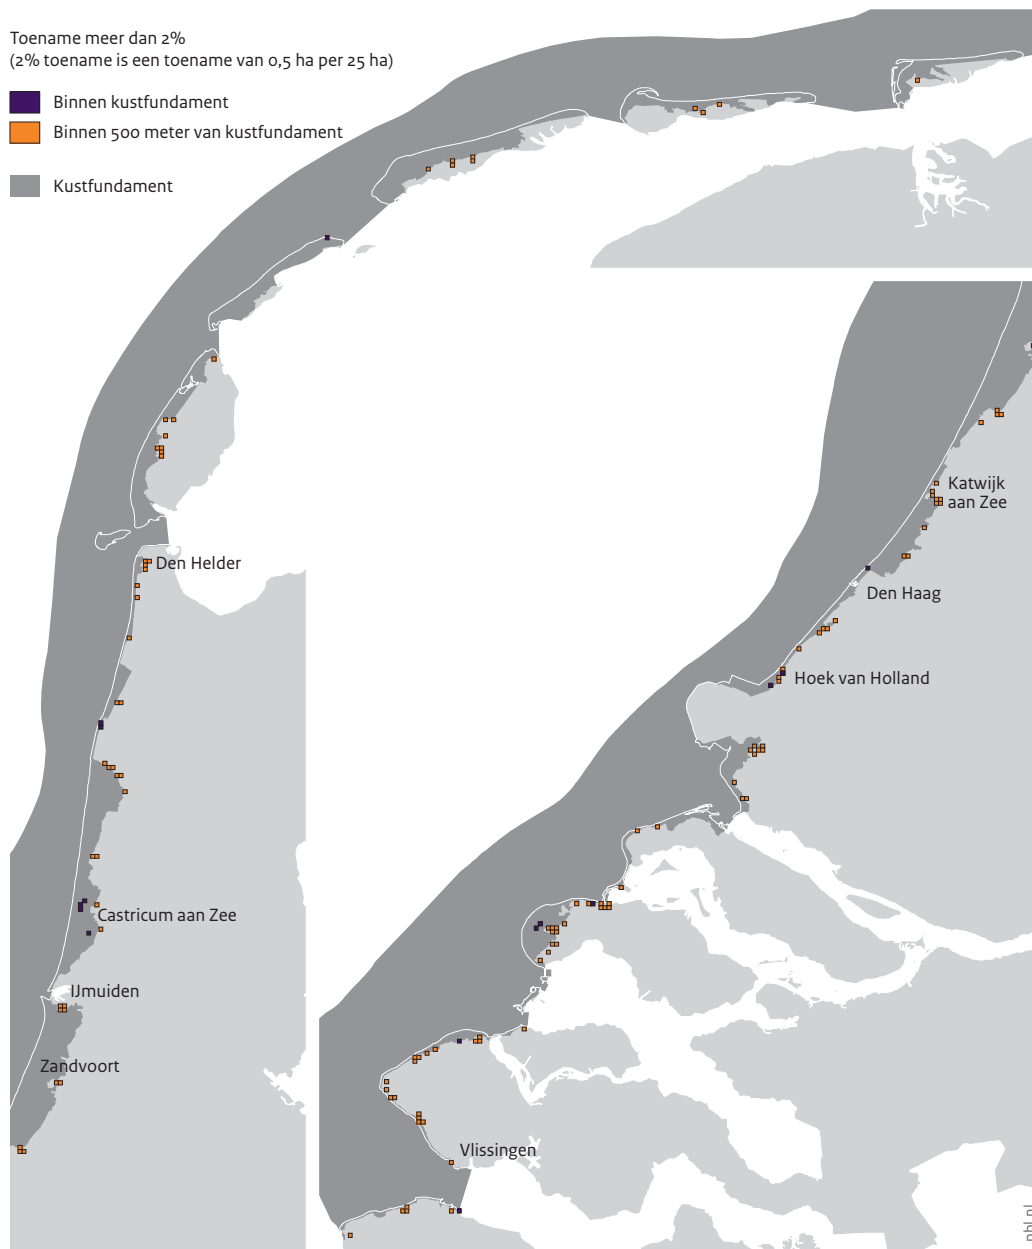 Toename meer dan 2%
(2% toename is een toename van 0,5 ha per 25 ha)
Binnen kustfundament
Binnen 500 meter van kustfundament
Kustfundament
Den Helder
Castricum aan Zee
IJmuiden
Zandvoort
Katwijk
aan Zee
Den Haag
Hoek van Holland
Vlissingen
pbl.nl